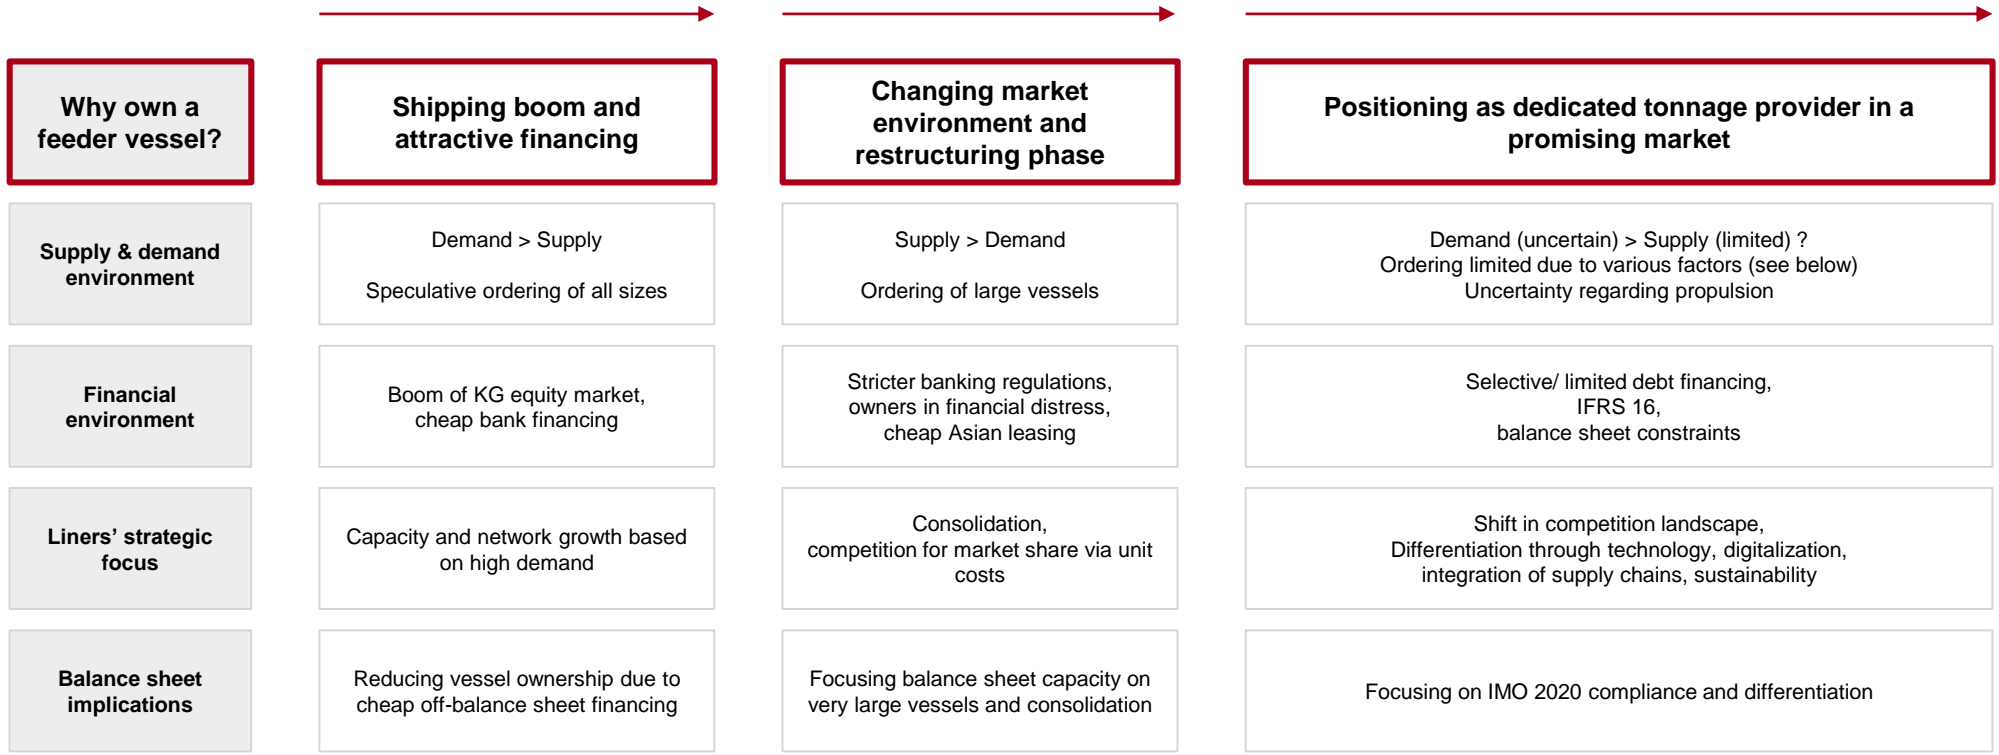 Why own a
feeder vessel?
Shipping boom and
attractive financing
Changing market
environment and
restructuring phase
Positioning as dedicated tonnage provider in a
promising market
Supply & demand
environment
Demand > Supply
Speculative ordering of all sizes
Supply > Demand
Ordering of large vessels
Demand (uncertain) > Supply (limited) ?
Ordering limited due to various factors (see below)
Uncertainty regarding propulsion
Financial
environment
Boom of KG equity market,
cheap bank financing
Stricter banking regulations,
owners in financial distress,
cheap Asian leasing
Selective/ limited debt financing,
IFRS 16,
balance sheet constraints
Liners’ strategic
focus
Capacity and network growth based
on high demand
Consolidation,
competition for market share via unit
costs
Shift in competition landscape,
Differentiation through technology, digitalization,
integration of supply chains, sustainability
Balance sheet
implications
Reducing vessel ownership due to
cheap off-balance sheet financing
Focusing balance sheet capacity on
very large vessels and consolidation
Focusing on IMO 2020 compliance and differentiation